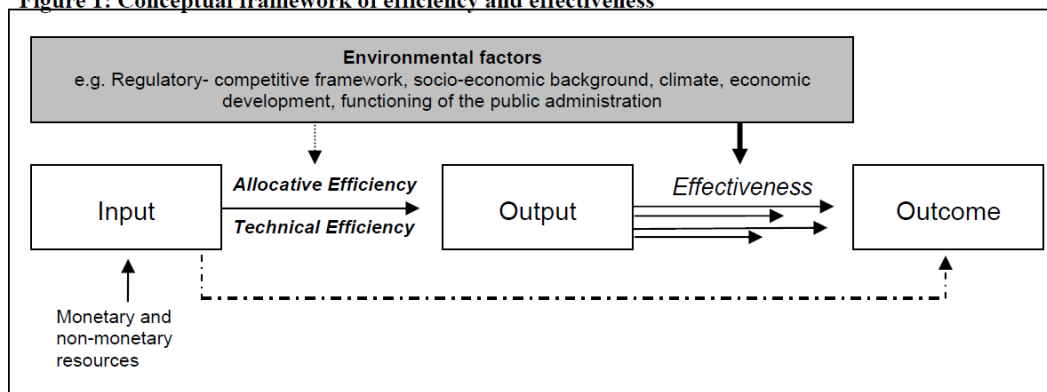 Figure 1: Conceptual framework of efficiency and effectiveness
Environmental factors
e.g. Regulatory- competitive framework, socio-economic background, climate, economic
development, functioning of the public administration
Input
Allocative Efficiency
Technical Efficiency
Output
Effectiveness
Outcome
Monetary and
non-monetary
resources